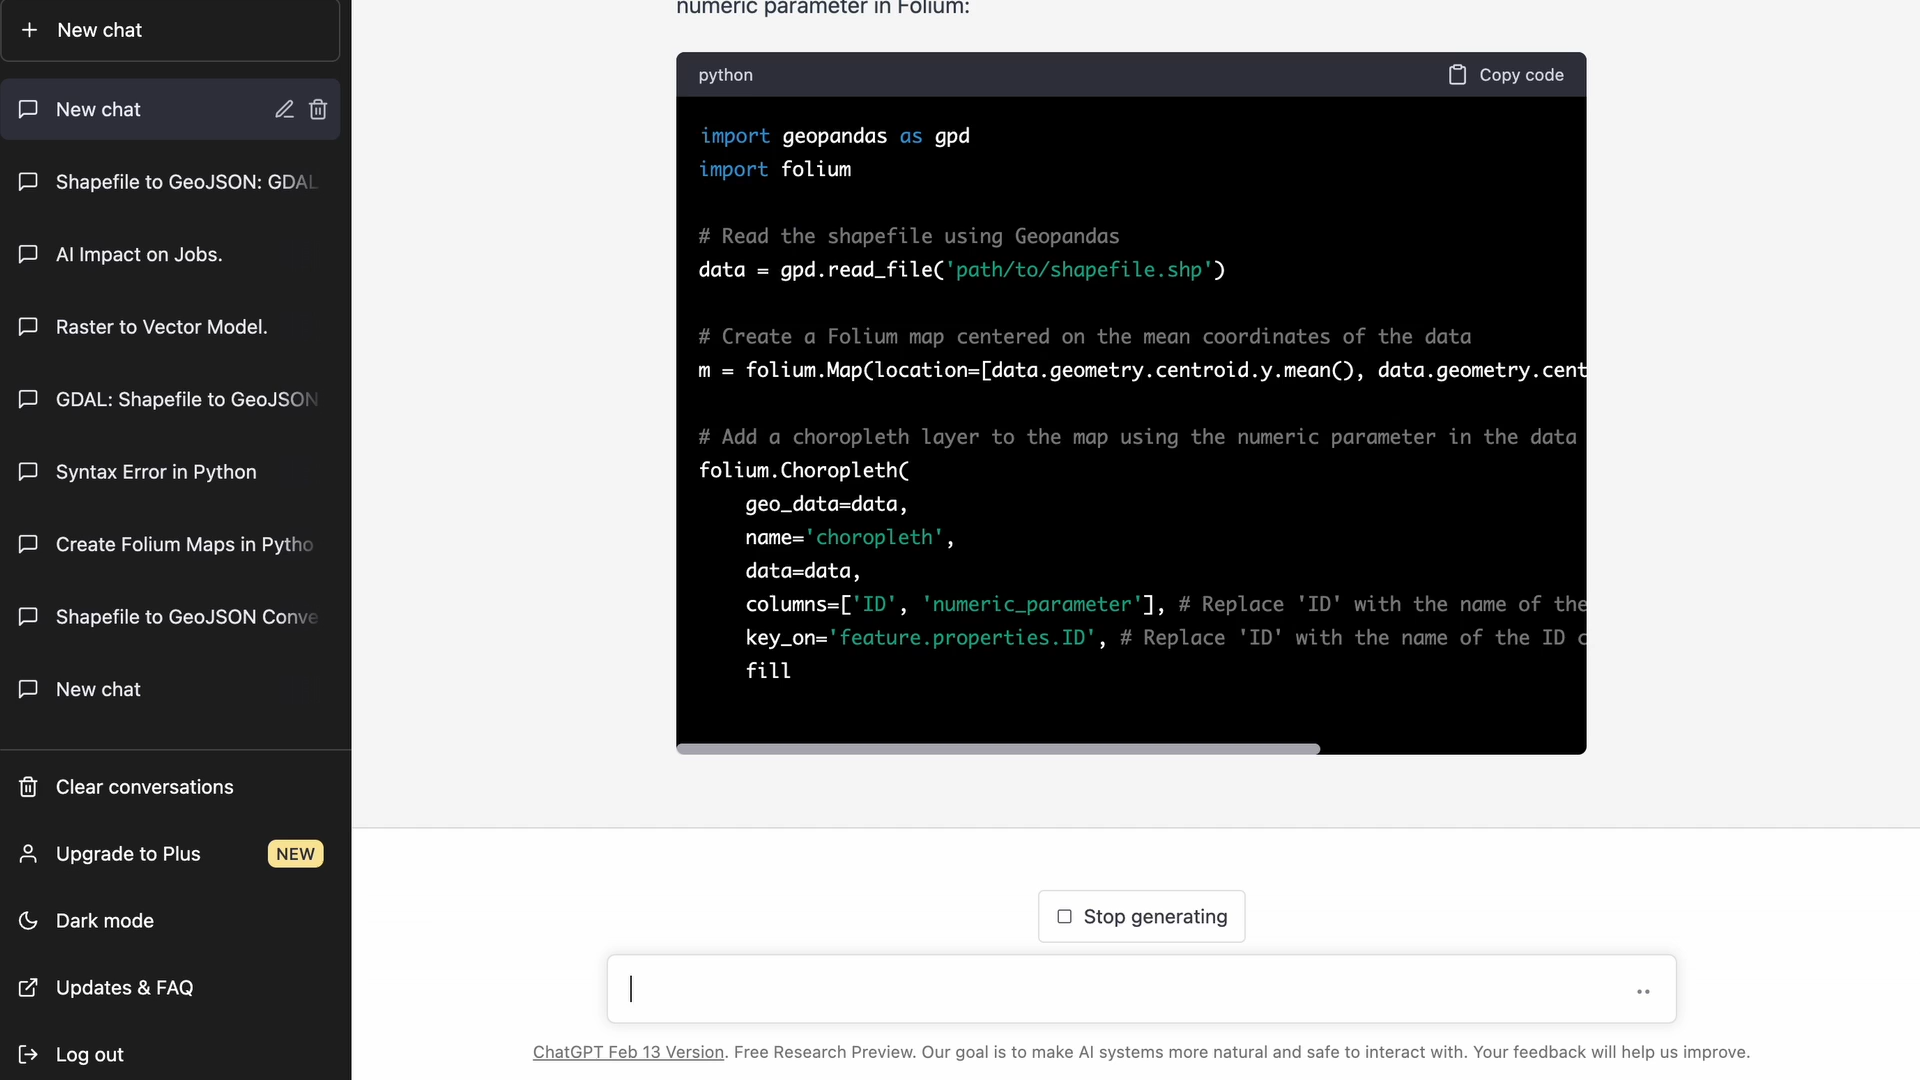 New chat
New chat
Shapefile to GeoJSON: GDAL
AI Impact on Jobs.
Raster to Vector Model.
GDAL: Shapefile to GeoJSON
Syntax Error in Python
Create Folium Maps in Pytho
Shapefile to GeoJSON Conve
New chat
Clear conversations
Upgrade to Plus NEW
Dark mode
Updates & FAQ
Log out
numeric parameter in Folium:
python Copy code
import geopandas as gpd
import folium
# Read the shapefile using Geopandas
data = gpd.read_file('path/to/shapefile.shp')
# Create a Folium map centered on the mean coordinates of the data
m = folium.Map(location=[data.geometry.centroid.y.mean(), data.geometry.cent
# Add a choropleth layer to the map using the numeric parameter in the data
folium.Choropleth(
    geo_data=data,
    name='choropleth',
    data=data,
    columns=['ID', 'numeric_parameter'], # Replace 'ID' with the name of the
    key_on='feature.properties.ID', # Replace 'ID' with the name of the ID c
    fill
Stop generating
ChatGPT Feb 13 Version. Free Research Preview. Our goal is to make AI systems more natural and safe to interact with. Your feedback will help us improve.